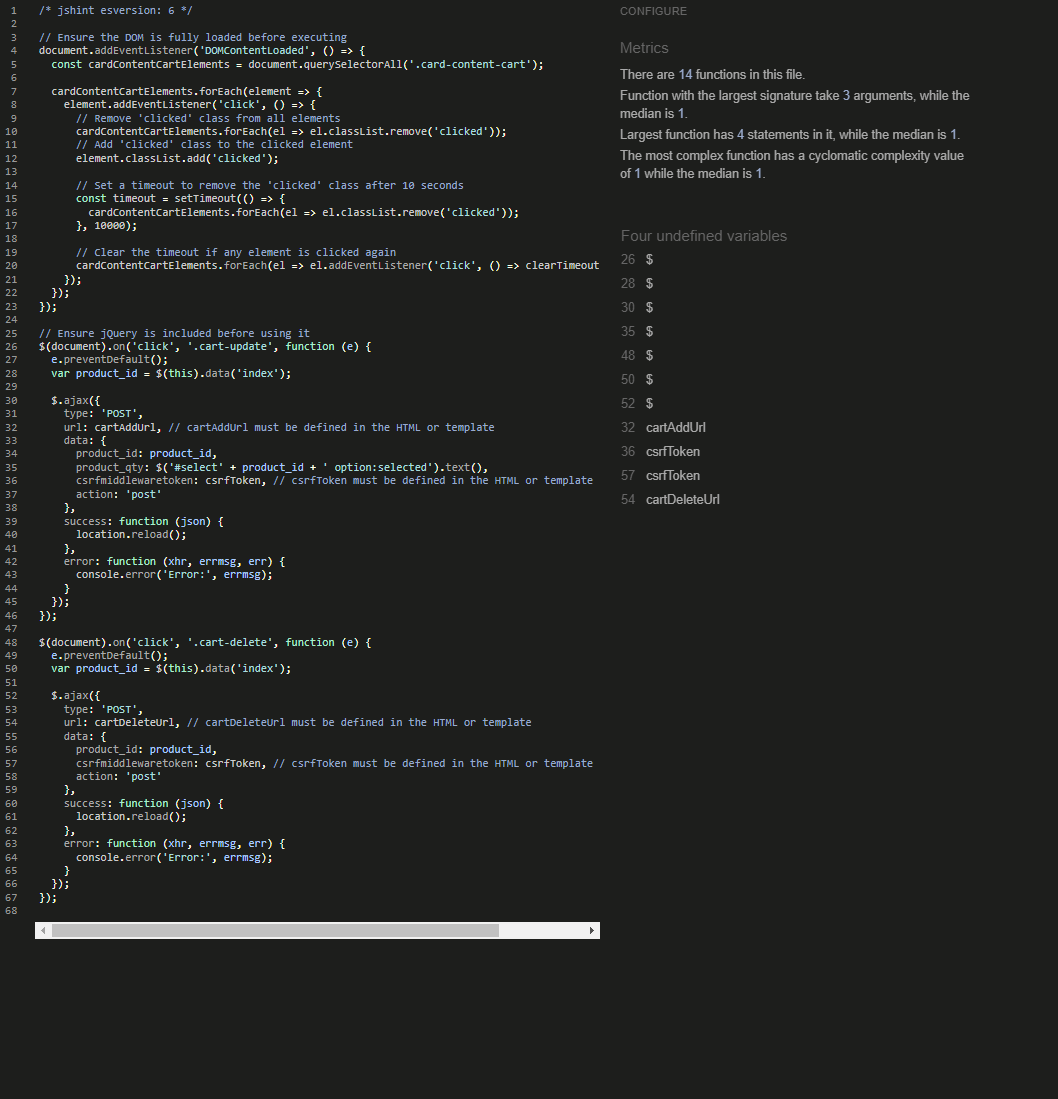 1 /* jshint esversion: 6 */
2
3 // Ensure the DOM is fully loaded before executing
4 document.addEventListener('DOMContentLoaded', () => {
5   const cardContentCartElements = document.querySelectorAll('.card-content-cart');
6
7   cardContentCartElements.forEach(element => {
8     element.addEventListener('click', () => {
9       // Remove 'clicked' class from all elements
10       cardContentCartElements.forEach(el => el.classList.remove('clicked'));
11       // Add 'clicked' class to the clicked element
12       element.classList.add('clicked');
13
14       // Set a timeout to remove the 'clicked' class after 10 seconds
15       const timeout = setTimeout(() => {
16         cardContentCartElements.forEach(el => el.classList.remove('clicked'));
17       }, 10000);
18
19       // Clear the timeout if any element is clicked again
20       cardContentCartElements.forEach(el => el.addEventListener('click', () => clearTimeout
21     });
22   });
23 });
24
25 // Ensure jQuery is included before using it
26 $(document).on('click', '.cart-update', function (e) {
27   e.preventDefault();
28   var product_id = $(this).data('index');
29
30   $.ajax({
31     type: 'POST',
32     url: cartAddUrl, // cartAddUrl must be defined in the HTML or template
33     data: {
34       product_id: product_id,
35       product_qty: $('#select' + product_id + ' option:selected').text(),
36       csrfmiddlewaretoken: csrfToken, // csrfToken must be defined in the HTML or template
37       action: 'post'
38     },
39     success: function (json) {
40       location.reload();
41     },
42     error: function (xhr, errmsg, err) {
43       console.error('Error:', errmsg);
44     }
45   });
46 });
47
48 $(document).on('click', '.cart-delete', function (e) {
49   e.preventDefault();
50   var product_id = $(this).data('index');
51
52   $.ajax({
53     type: 'POST',
54     url: cartDeleteUrl, // cartDeleteUrl must be defined in the HTML or template
55     data: {
56       product_id: product_id,
57       csrfmiddlewaretoken: csrfToken, // csrfToken must be defined in the HTML or template
58       action: 'post'
59     },
60     success: function (json) {
61       location.reload();
62     },
63     error: function (xhr, errmsg, err) {
64       console.error('Error:', errmsg);
65     }
66   });
67 });
68
CONFIGURE
Metrics
There are 14 functions in this file.
Function with the largest signature take 3 arguments, while the
median is 1.
Largest function has 4 statements in it, while the median is 1.
The most complex function has a cyclomatic complexity value
of 1 while the median is 1.
Four undefined variables
26 $
28 $
30 $
35 $
48 $
50 $
52 $
32 cartAddUrl
36 csrfToken
57 csrfToken
54 cartDeleteUrl